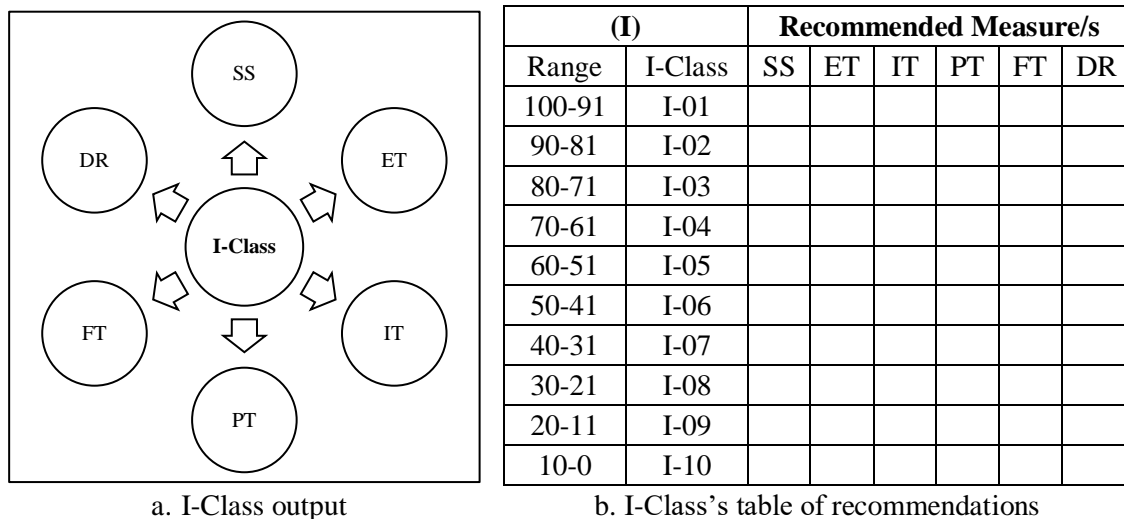 SS
DR
ET
I-Class
FT
IT
PT
a. I-Class output
(I) Recommended Measure/s
Range I-Class SS ET IT PT FT DR
100-91 I-01
90-81 I-02
80-71 I-03
70-61 I-04
60-51 I-05
50-41 I-06
40-31 I-07
30-21 I-08
20-11 I-09
10-0 I-10
b. I-Class’s table of recommendations